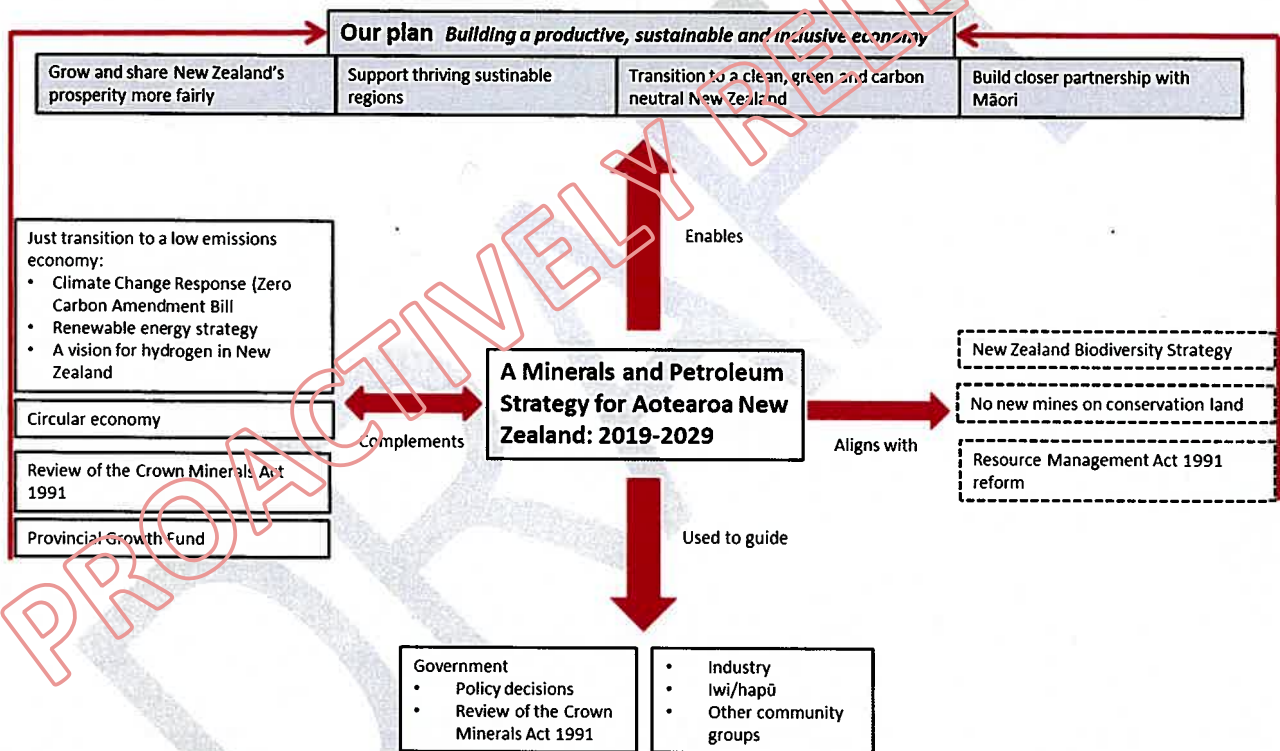 Our plan Building a productive, sustainable and inclusive economy
Grow and share New Zealand's
prosperity more fairly
Support thriving sustinable
regions
Transition to a clean, green and carbon
neutral New Zealand
Build closer partnership with
Māori
Enables
Just transition to a low emissions
economy:
• Climate Change Response (Zero
Carbon Amendment Bill
• Renewable energy strategy
• A vision for hydrogen in New
Zealand
Circular economy
Review of the Crown Minerals Act
1991
Provincial Growth Fund
Complements
A Minerals and Petroleum
Strategy for Aotearoa New
Zealand: 2019-2029
Aligns with
New Zealand Biodiversity Strategy
No new mines on conservation land
Resource Management Act 1991
reform
Used to guide
Government
• Policy decisions
• Review of the Crown
Minerals Act 1991
• Industry
• Iwi/hapū
• Other community
groups
PROACTIVELY REL